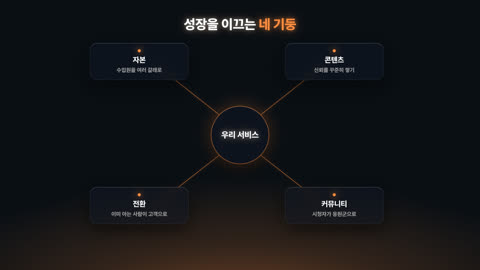 성장을 이끄는 네 기둥
자본
수입원을 여러 갈래로
콘텐츠
신뢰를 꾸준히 쌓기
우리 서비스
전환
이미 아는 사람이 고객으로
커뮤니티
시청자가 응원군으로